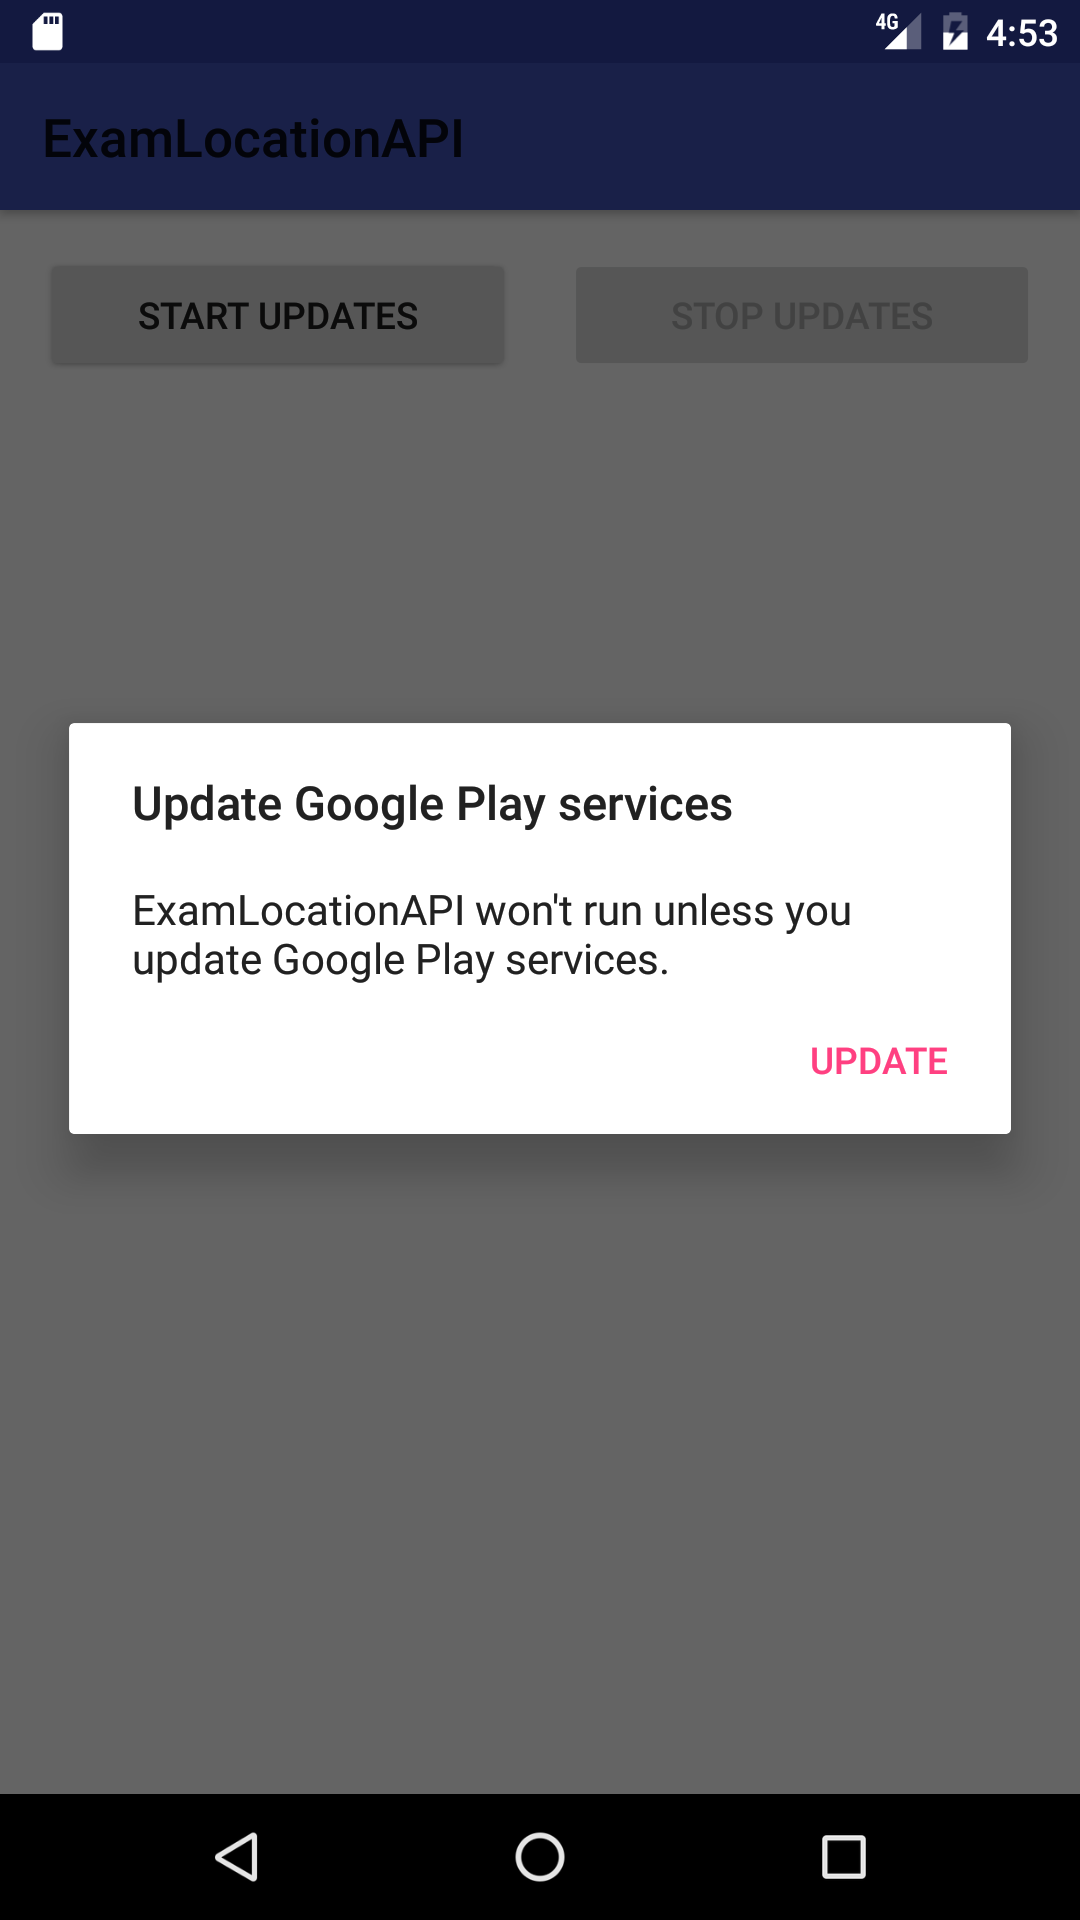 4G 4:53
ExamLocationAPI
START UPDATES STOP UPDATES
Update Google Play services
ExamLocationAPI won't run unless you
update Google Play services.
UPDATE